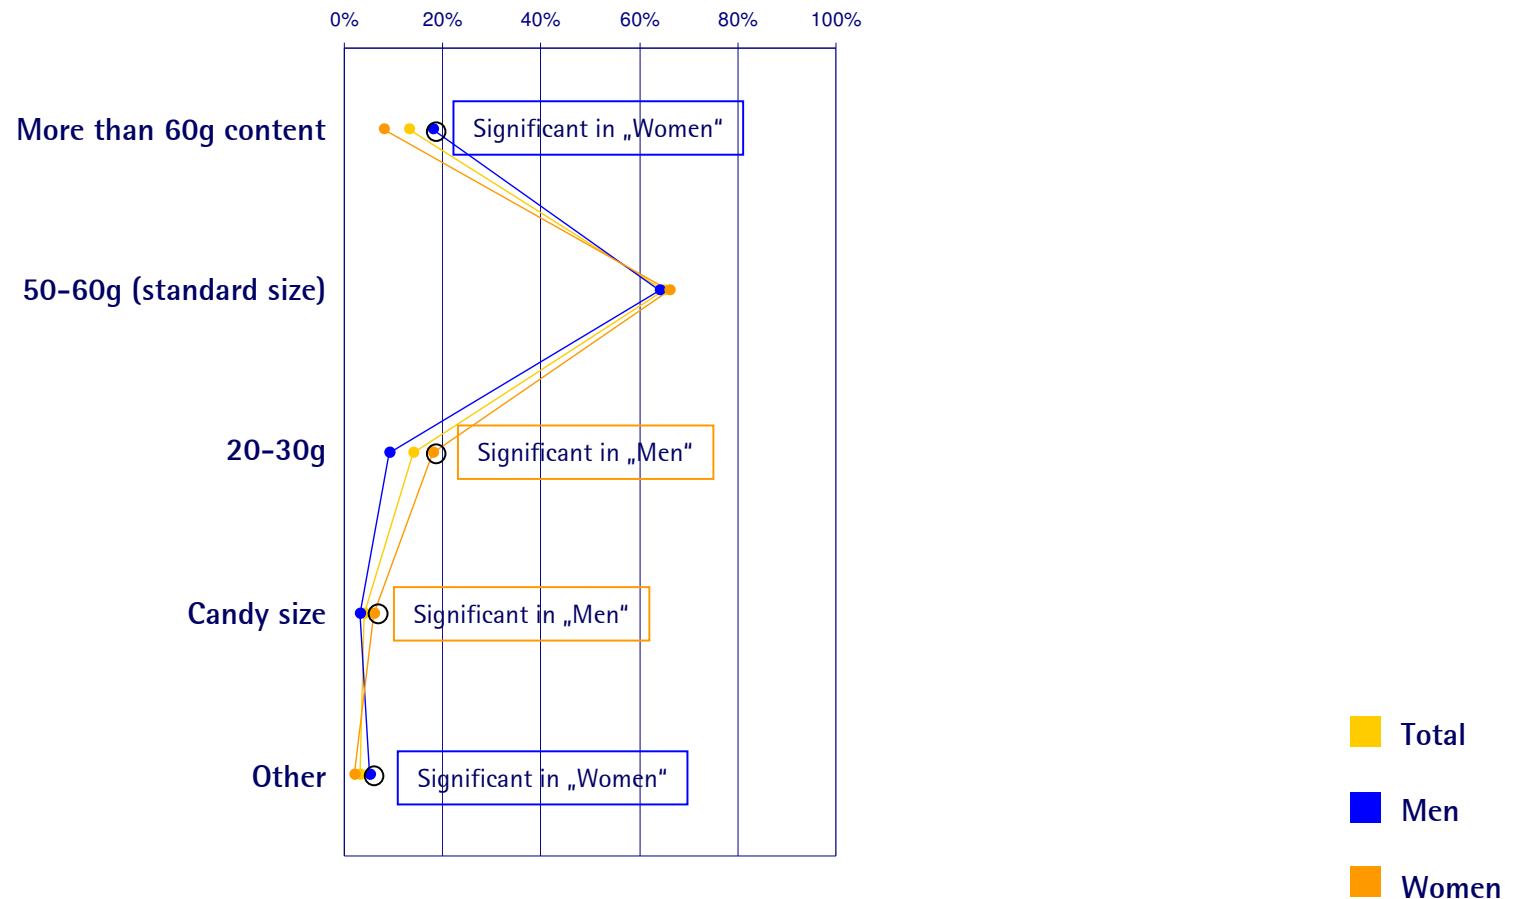 0% 20% 40% 60% 80% 100%
More than 60g content
Significant in „Women“
50-60g (standard size)
20-30g
Significant in „Men“
Candy size
Significant in „Men“
Other
Significant in „Women“
Total
Men
Women